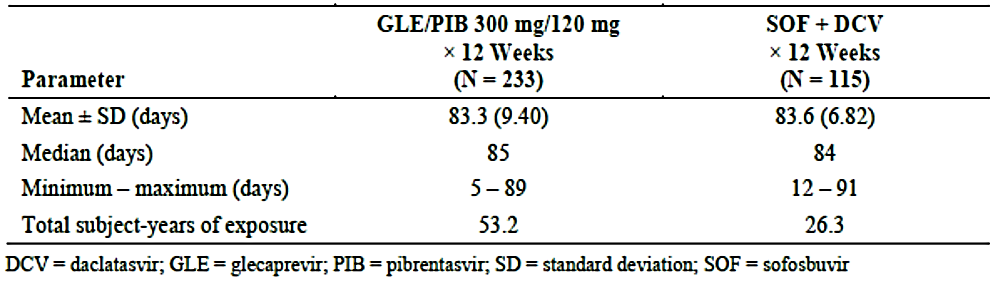 GLE/PIB 300 mg/120 mg SOF + DCV
× 12 Weeks × 12 Weeks
Parameter (N = 233) (N = 115)
Mean ± SD (days) 83.3 (9.40) 83.6 (6.82)
Median (days) 85 84
Minimum – maximum (days) 5 – 89 12 – 91
Total subject-years of exposure 53.2 26.3
DCV = daclatasvir; GLE = glecaprevir; PIB = pibrentasvir; SD = standard deviation; SOF = sofosbuvir